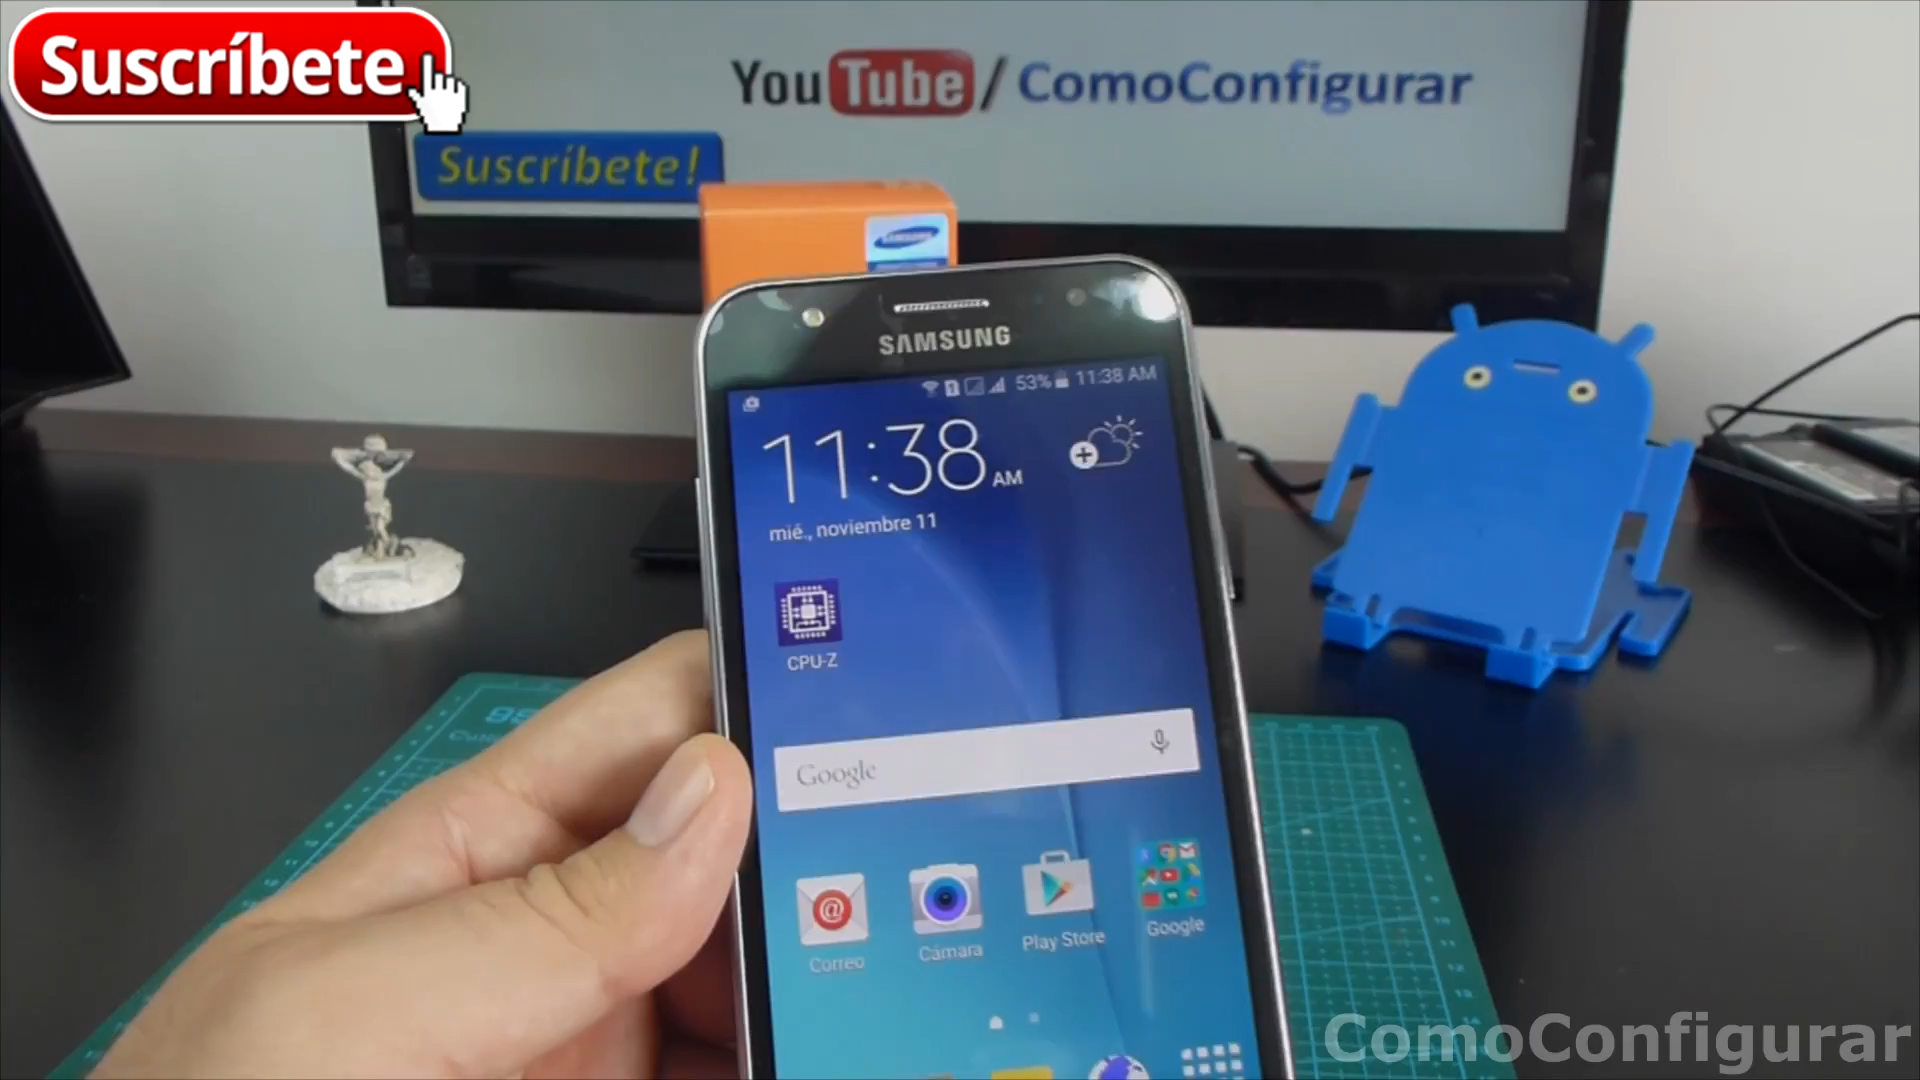 Suscríbete
YouTube / ComoConfigurar
Suscríbete!
SAMSUNG
SAMSUNG
53% 11:38 AM
11:38 AM
mié., noviembre 11
CPU-Z
Google
Correo
Cámara
Play Store
Google
ComoConfigurar